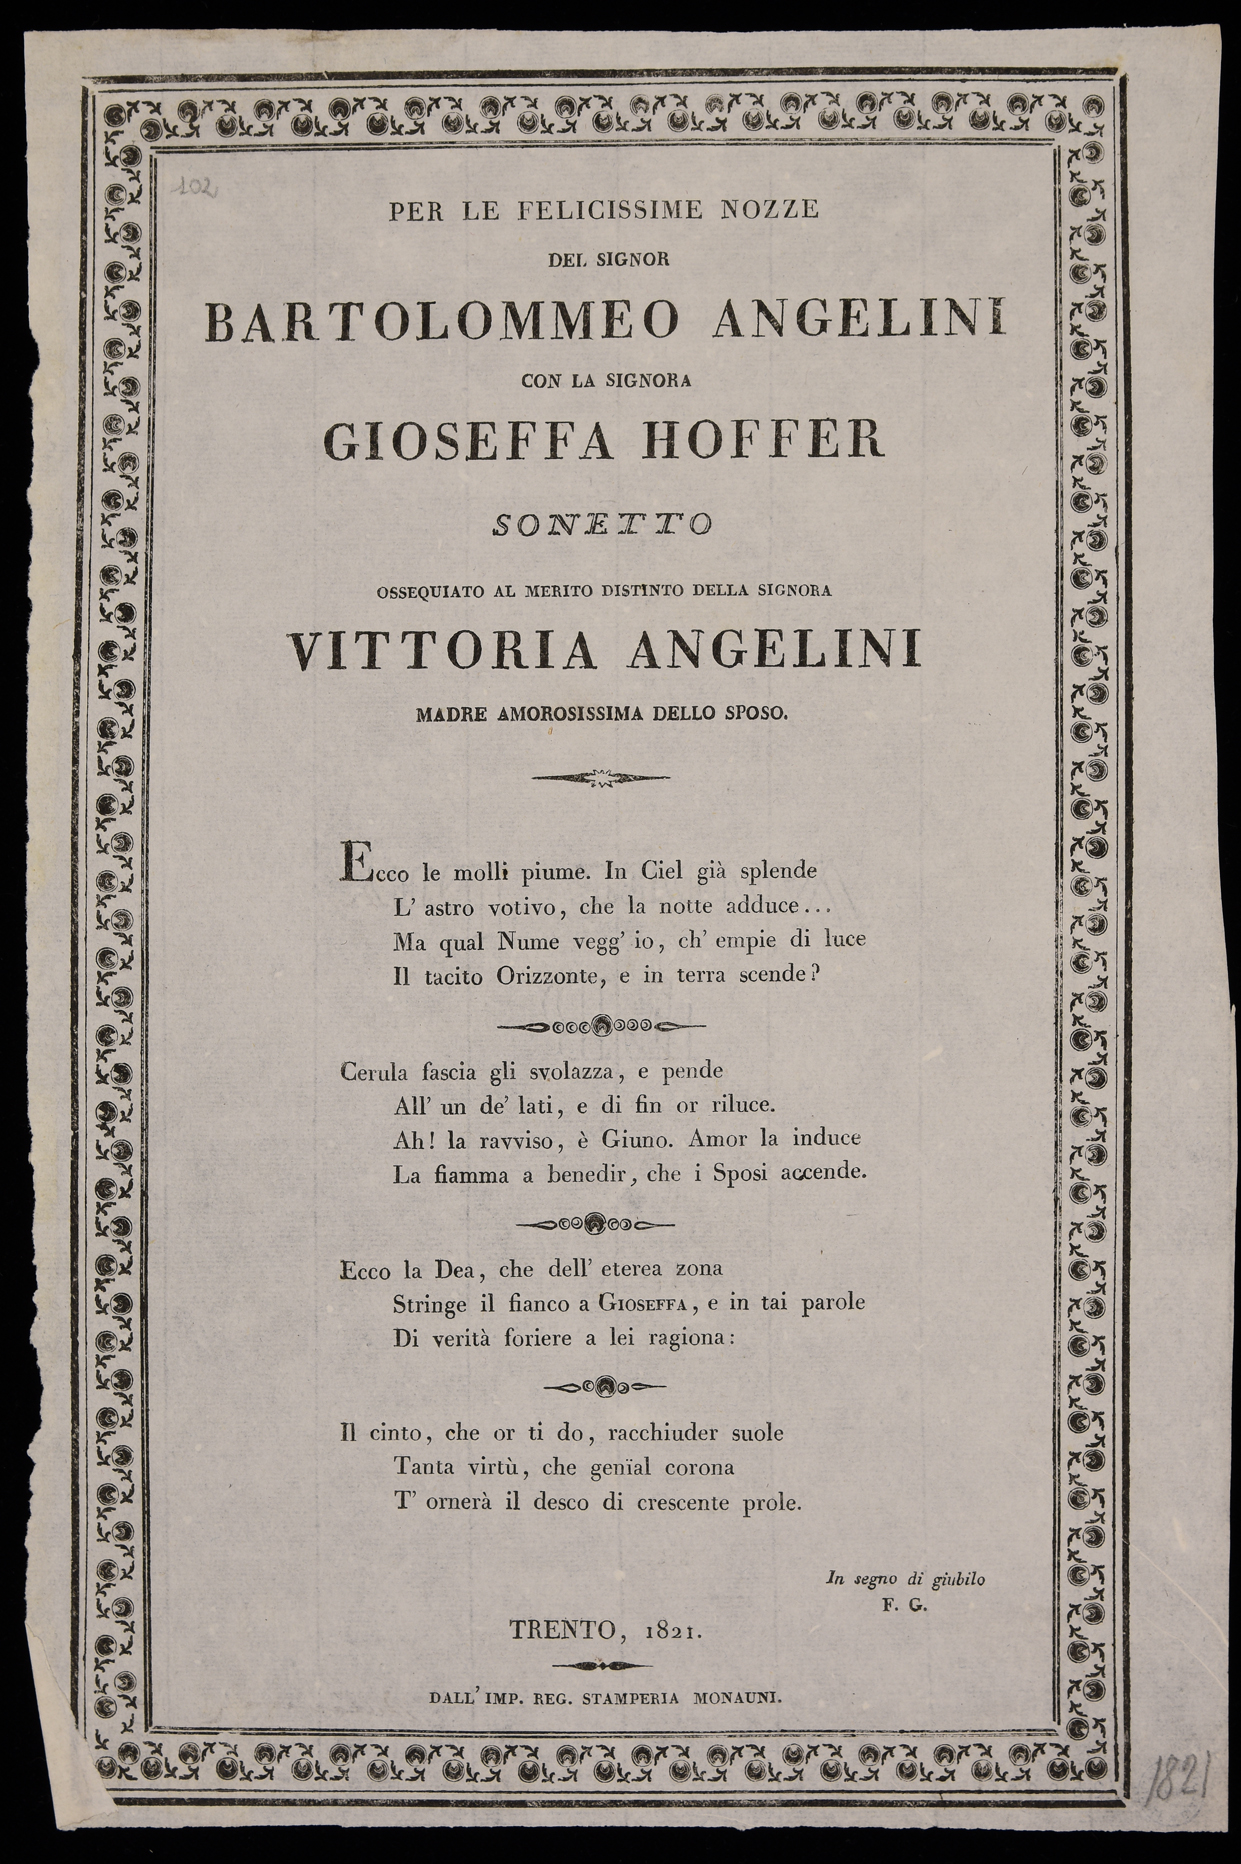 102
PER LE FELICISSIME NOZZE
DEL SIGNOR
BARTOLOMMEO ANGELINI
CON LA SIGNORA
GIOSEFFA HOFFER
SONETTO
OSSEQUIATO AL MERITO DISTINTO DELLA SIGNORA
VITTORIA ANGELINI
MADRE AMOROSISSIMA DELLO SPOSO.
Ecco le molli piume. In Ciel già splende
L' astro votivo, che la notte adduce...
Ma qual Nume vegg' io, ch' empie di luce
Il tacito Orizzonte, e in terra scende?
Cerula fascia gli svolazza, e pende
All' un de' lati, e di fin or riluce.
Ah! la ravviso, è Giuno. Amor la induce
La fiamma a benedir, che i Sposi accende.
Ecco la Dea, che dell' eterea zona
Stringe il fianco a GIOSEFFA, e in tai parole
Di verità foriere a lei ragiona:
Il cinto, che or ti do, racchiuder suole
Tanta virtù, che genïal corona
T' ornerà il desco di crescente prole.
In segno di giubilo
F. G.
TRENTO, 1821.
DALL' IMP. REG. STAMPERIA MONAUNI.
1821